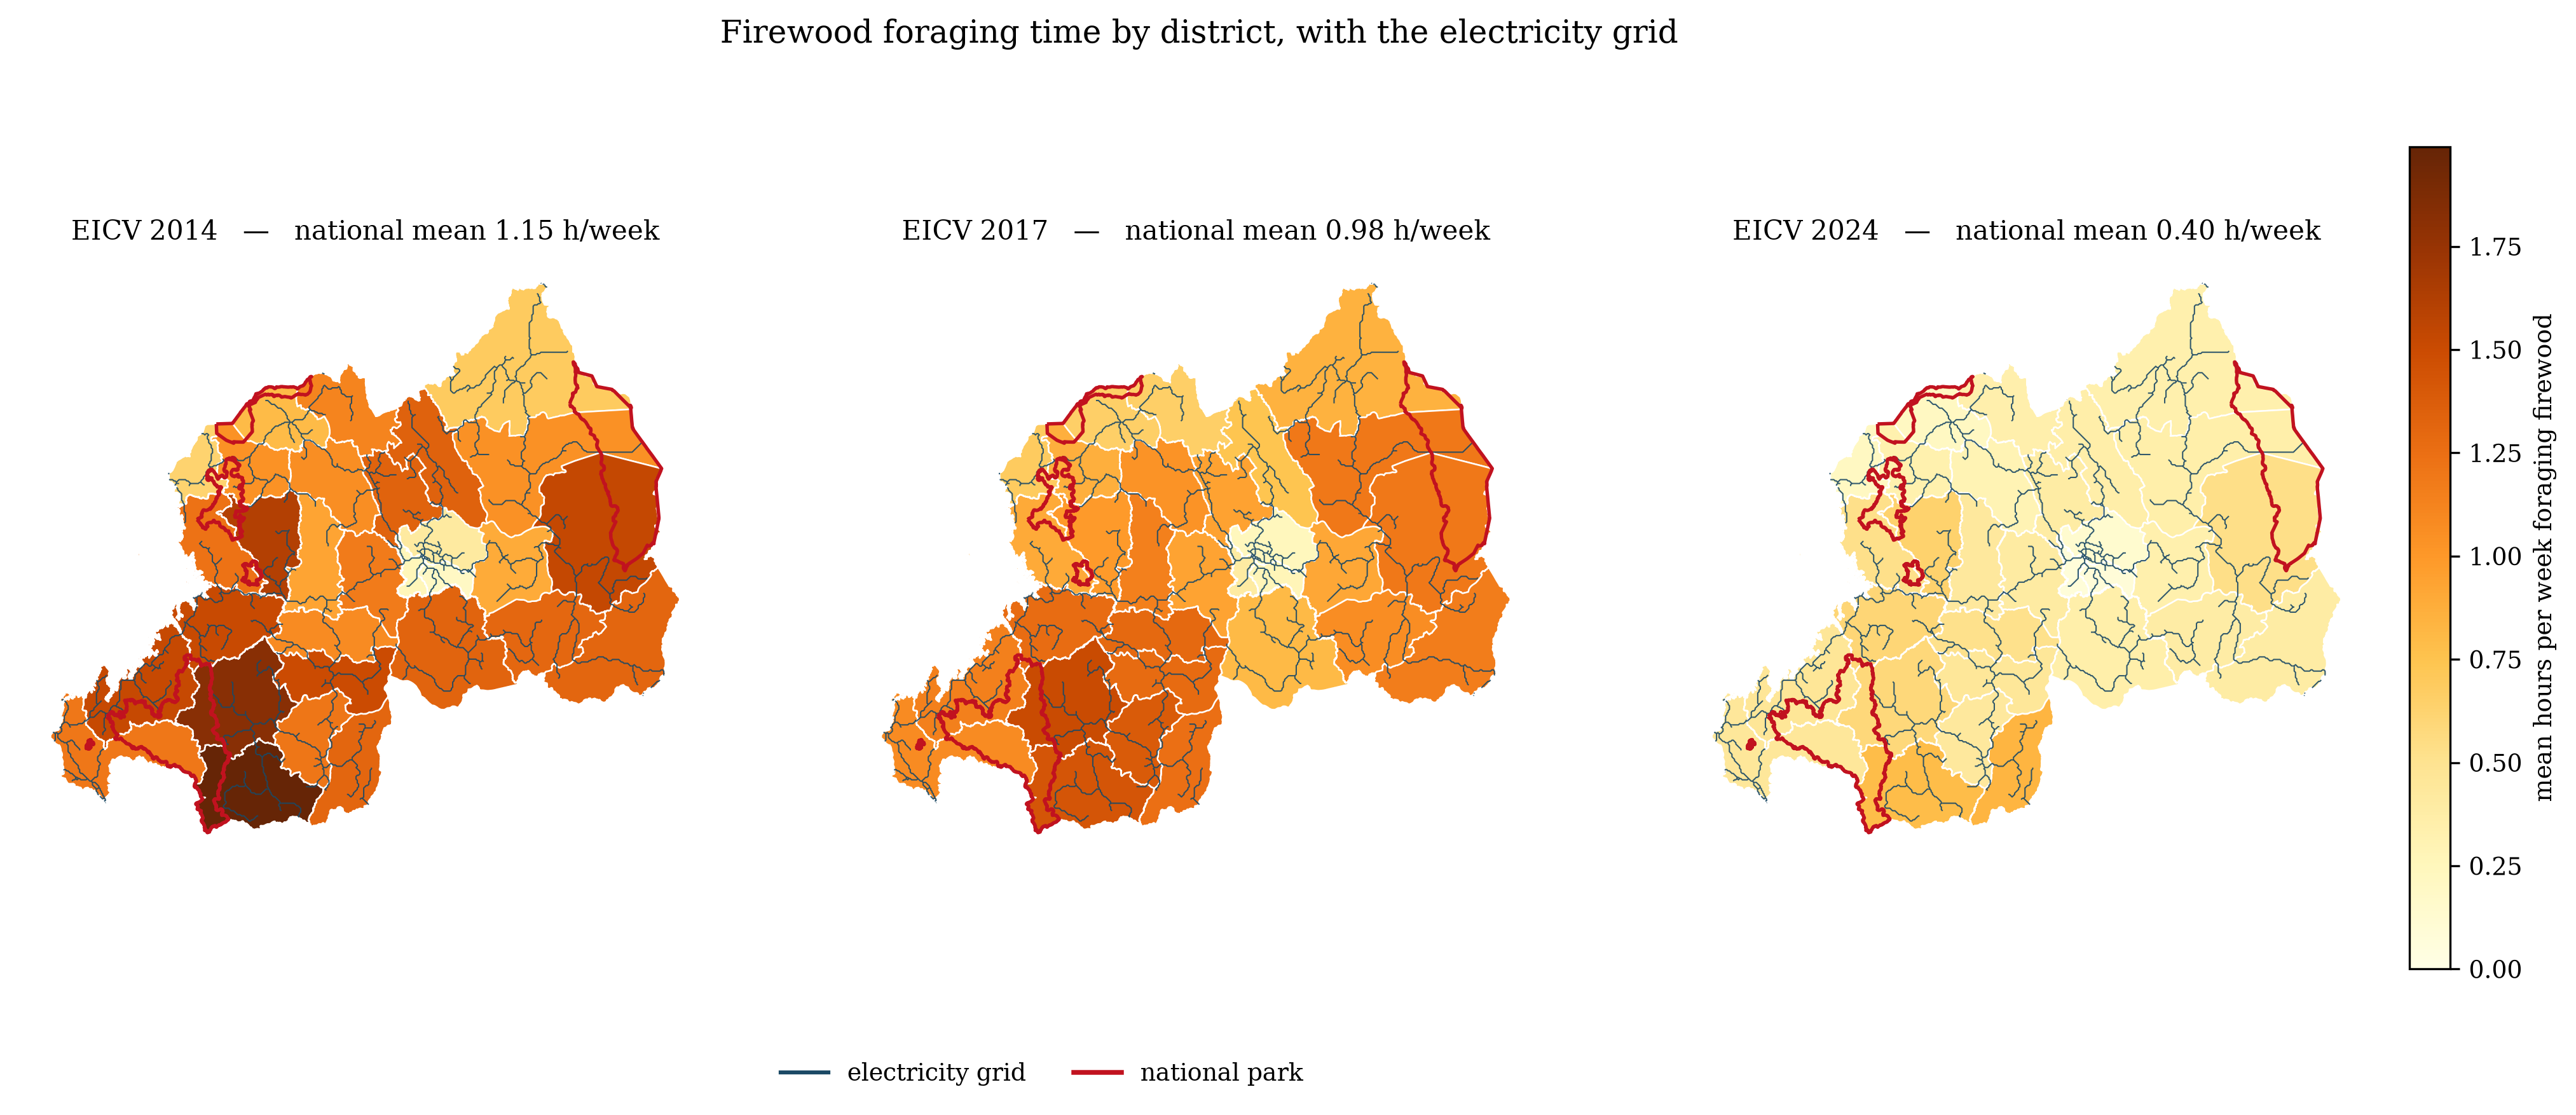 Firewood foraging time by district, with the electricity grid
EICV 2014 — national mean 1.15 h/week
EICV 2017 — national mean 0.98 h/week
EICV 2024 — national mean 0.40 h/week
1.75
1.50
1.25
1.00
0.75
0.50
0.25
0.00
mean hours per week foraging firewood
electricity grid
national park